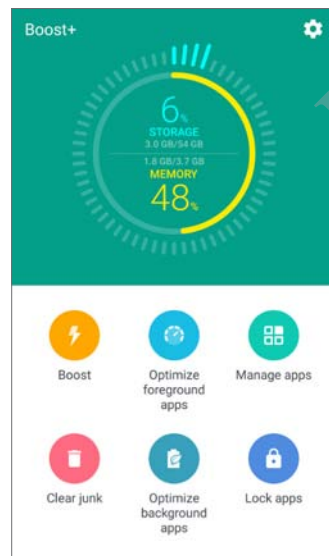 Boost+
6%
STORAGE
3.0 GB/54 GB
1.8 GB/3.7 GB
MEMORY
48%
Boost
Optimize
foreground
apps
Manage apps
Clear junk
Optimize
background
apps
Lock apps